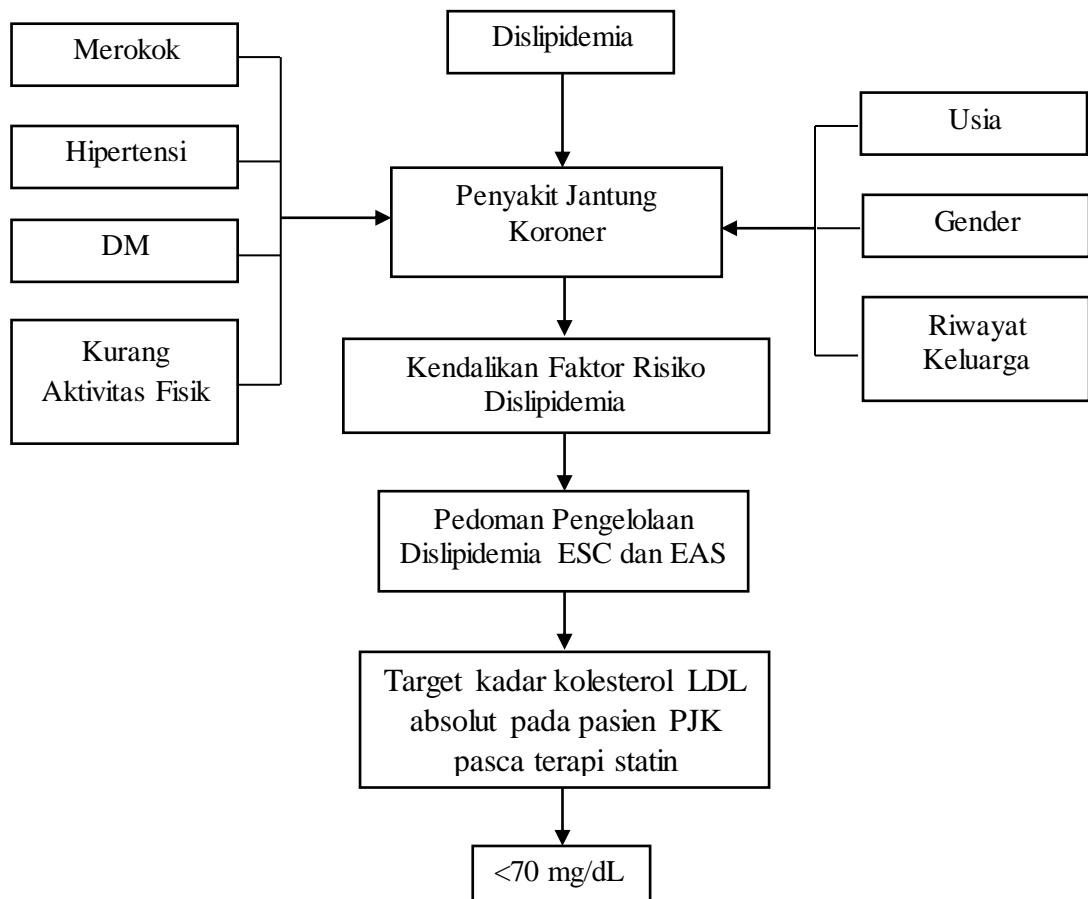 Merokok
Hipertensi
DM
Kurang
Aktivitas Fisik
Dislipidemia
Penyakit Jantung
Koroner
Usia
Gender
Riwayat
Keluarga
Kendalikan Faktor Risiko
Dislipidemia
Pedoman Pengelolaan
Dislipidemia ESC dan EAS
Target kadar kolesterol LDL
absolut pada pasien PJK
pasca terapi statin
<70 mg/dL